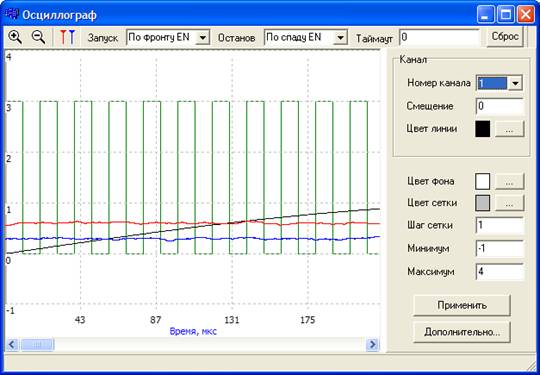 Осциллограф
Запуск По фронту EN Останов По спаду EN Таймаут 0 Сброс
4
3
2
1
0
-1
43 87 131 175
Время, мкс
Канал
Номер канала 1
Смещение 0
Цвет линии ...
Цвет фона ...
Цвет сетки ...
Шаг сетки 1
Минимум -1
Максимум 4
Применить
Дополнительно...